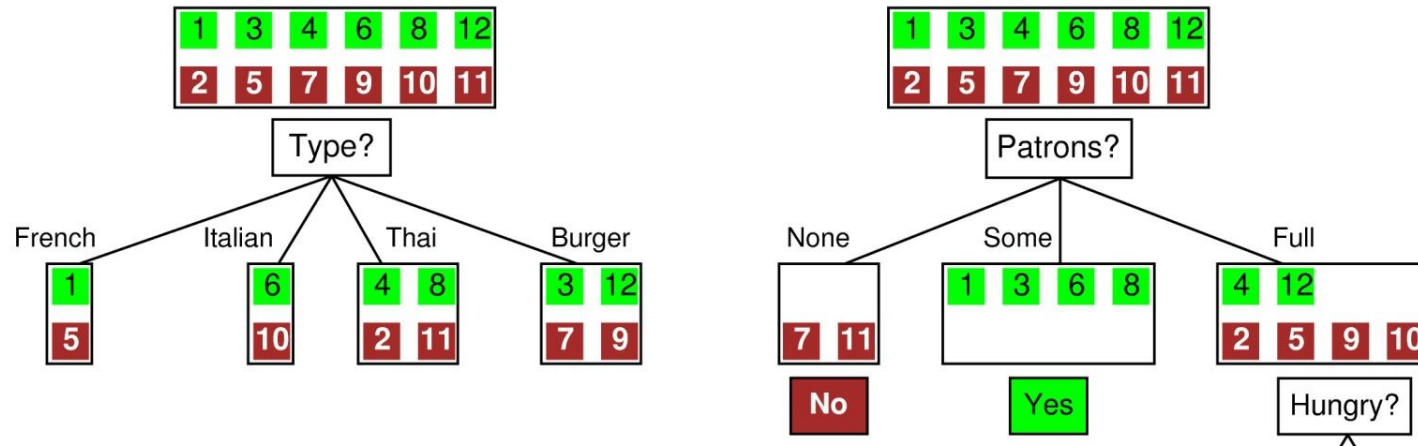 1 3 4 6 8 12
2 5 7 9 10 11
Type?
French Italian Thai Burger
1 6 4 8 3 12
5 10 2 11 7 9
1 3 4 6 8 12
2 5 7 9 10 11
Patrons?
None Some Full
1 3 6 8 4 12
7 11 2 5 9 10
No Yes Hungry?